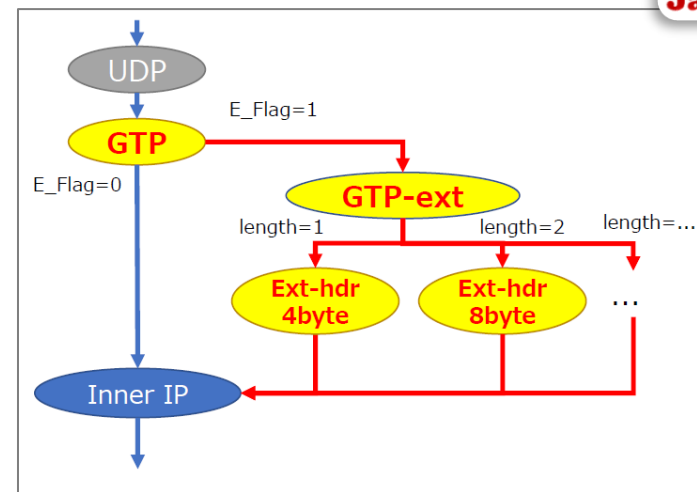 UDP
E_Flag=1
GTP
E_Flag=0
GTP-ext
length=1
length=2
length=...
Ext-hdr
4byte
Ext-hdr
8byte
...
Inner IP